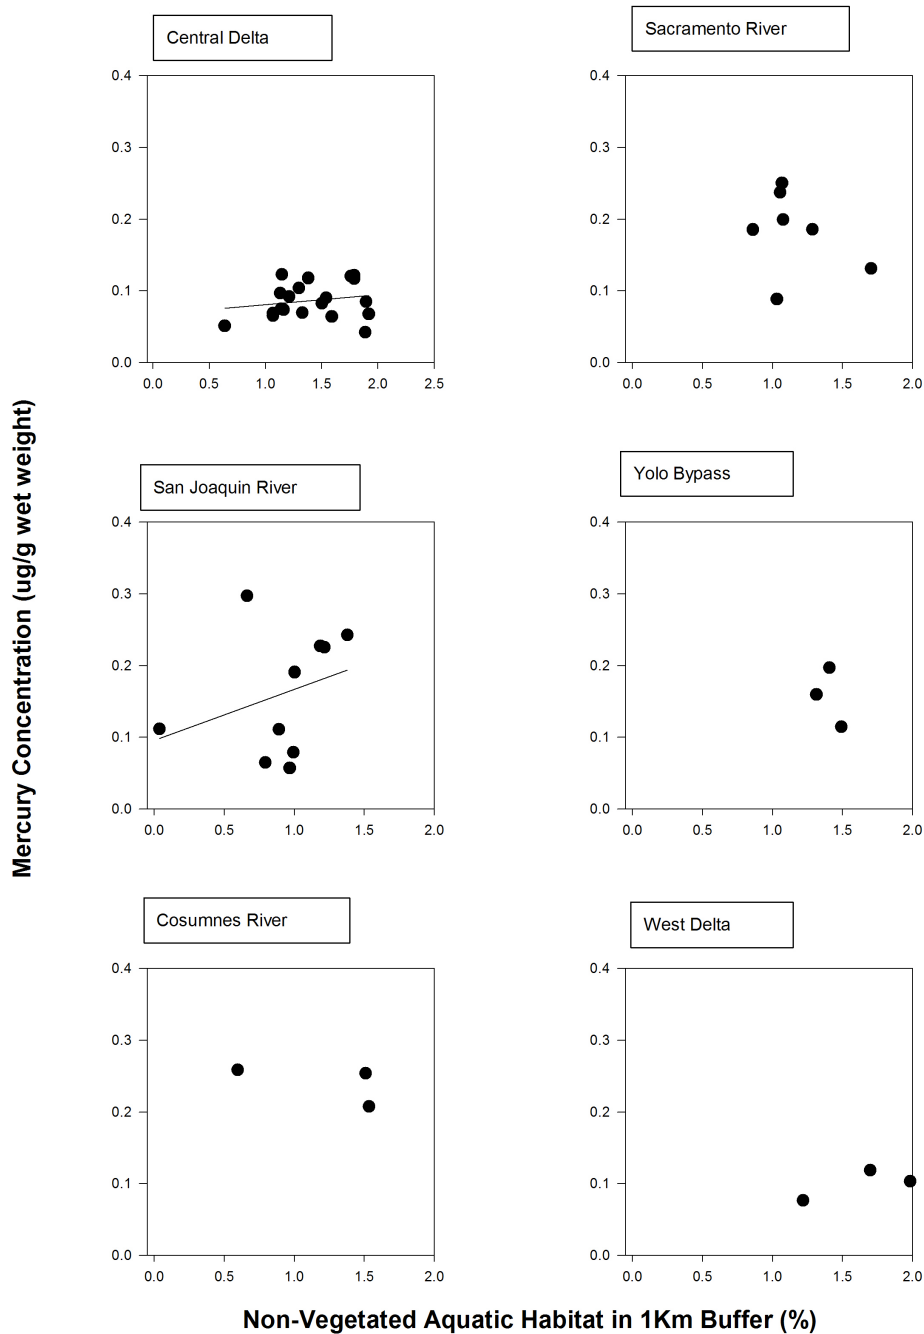 Central Delta
Sacramento River
0.4
0.3
0.2
0.1
0.0
0.0 0.5 1.0 1.5 2.0 2.5
0.4
0.3
0.2
0.1
0.0
0.0 0.5 1.0 1.5 2.0
San Joaquin River
Yolo Bypass
0.4
0.3
0.2
0.1
0.0
0.0 0.5 1.0 1.5 2.0
0.4
0.3
0.2
0.1
0.0
0.0 0.5 1.0 1.5 2.0
Mercury Concentration (ug/g wet weight)
Cosumnes River
West Delta
0.4
0.3
0.2
0.1
0.0
0.0 0.5 1.0 1.5 2.0
0.4
0.3
0.2
0.1
0.0
0.0 0.5 1.0 1.5 2.0
Non-Vegetated Aquatic Habitat in 1Km Buffer (%)